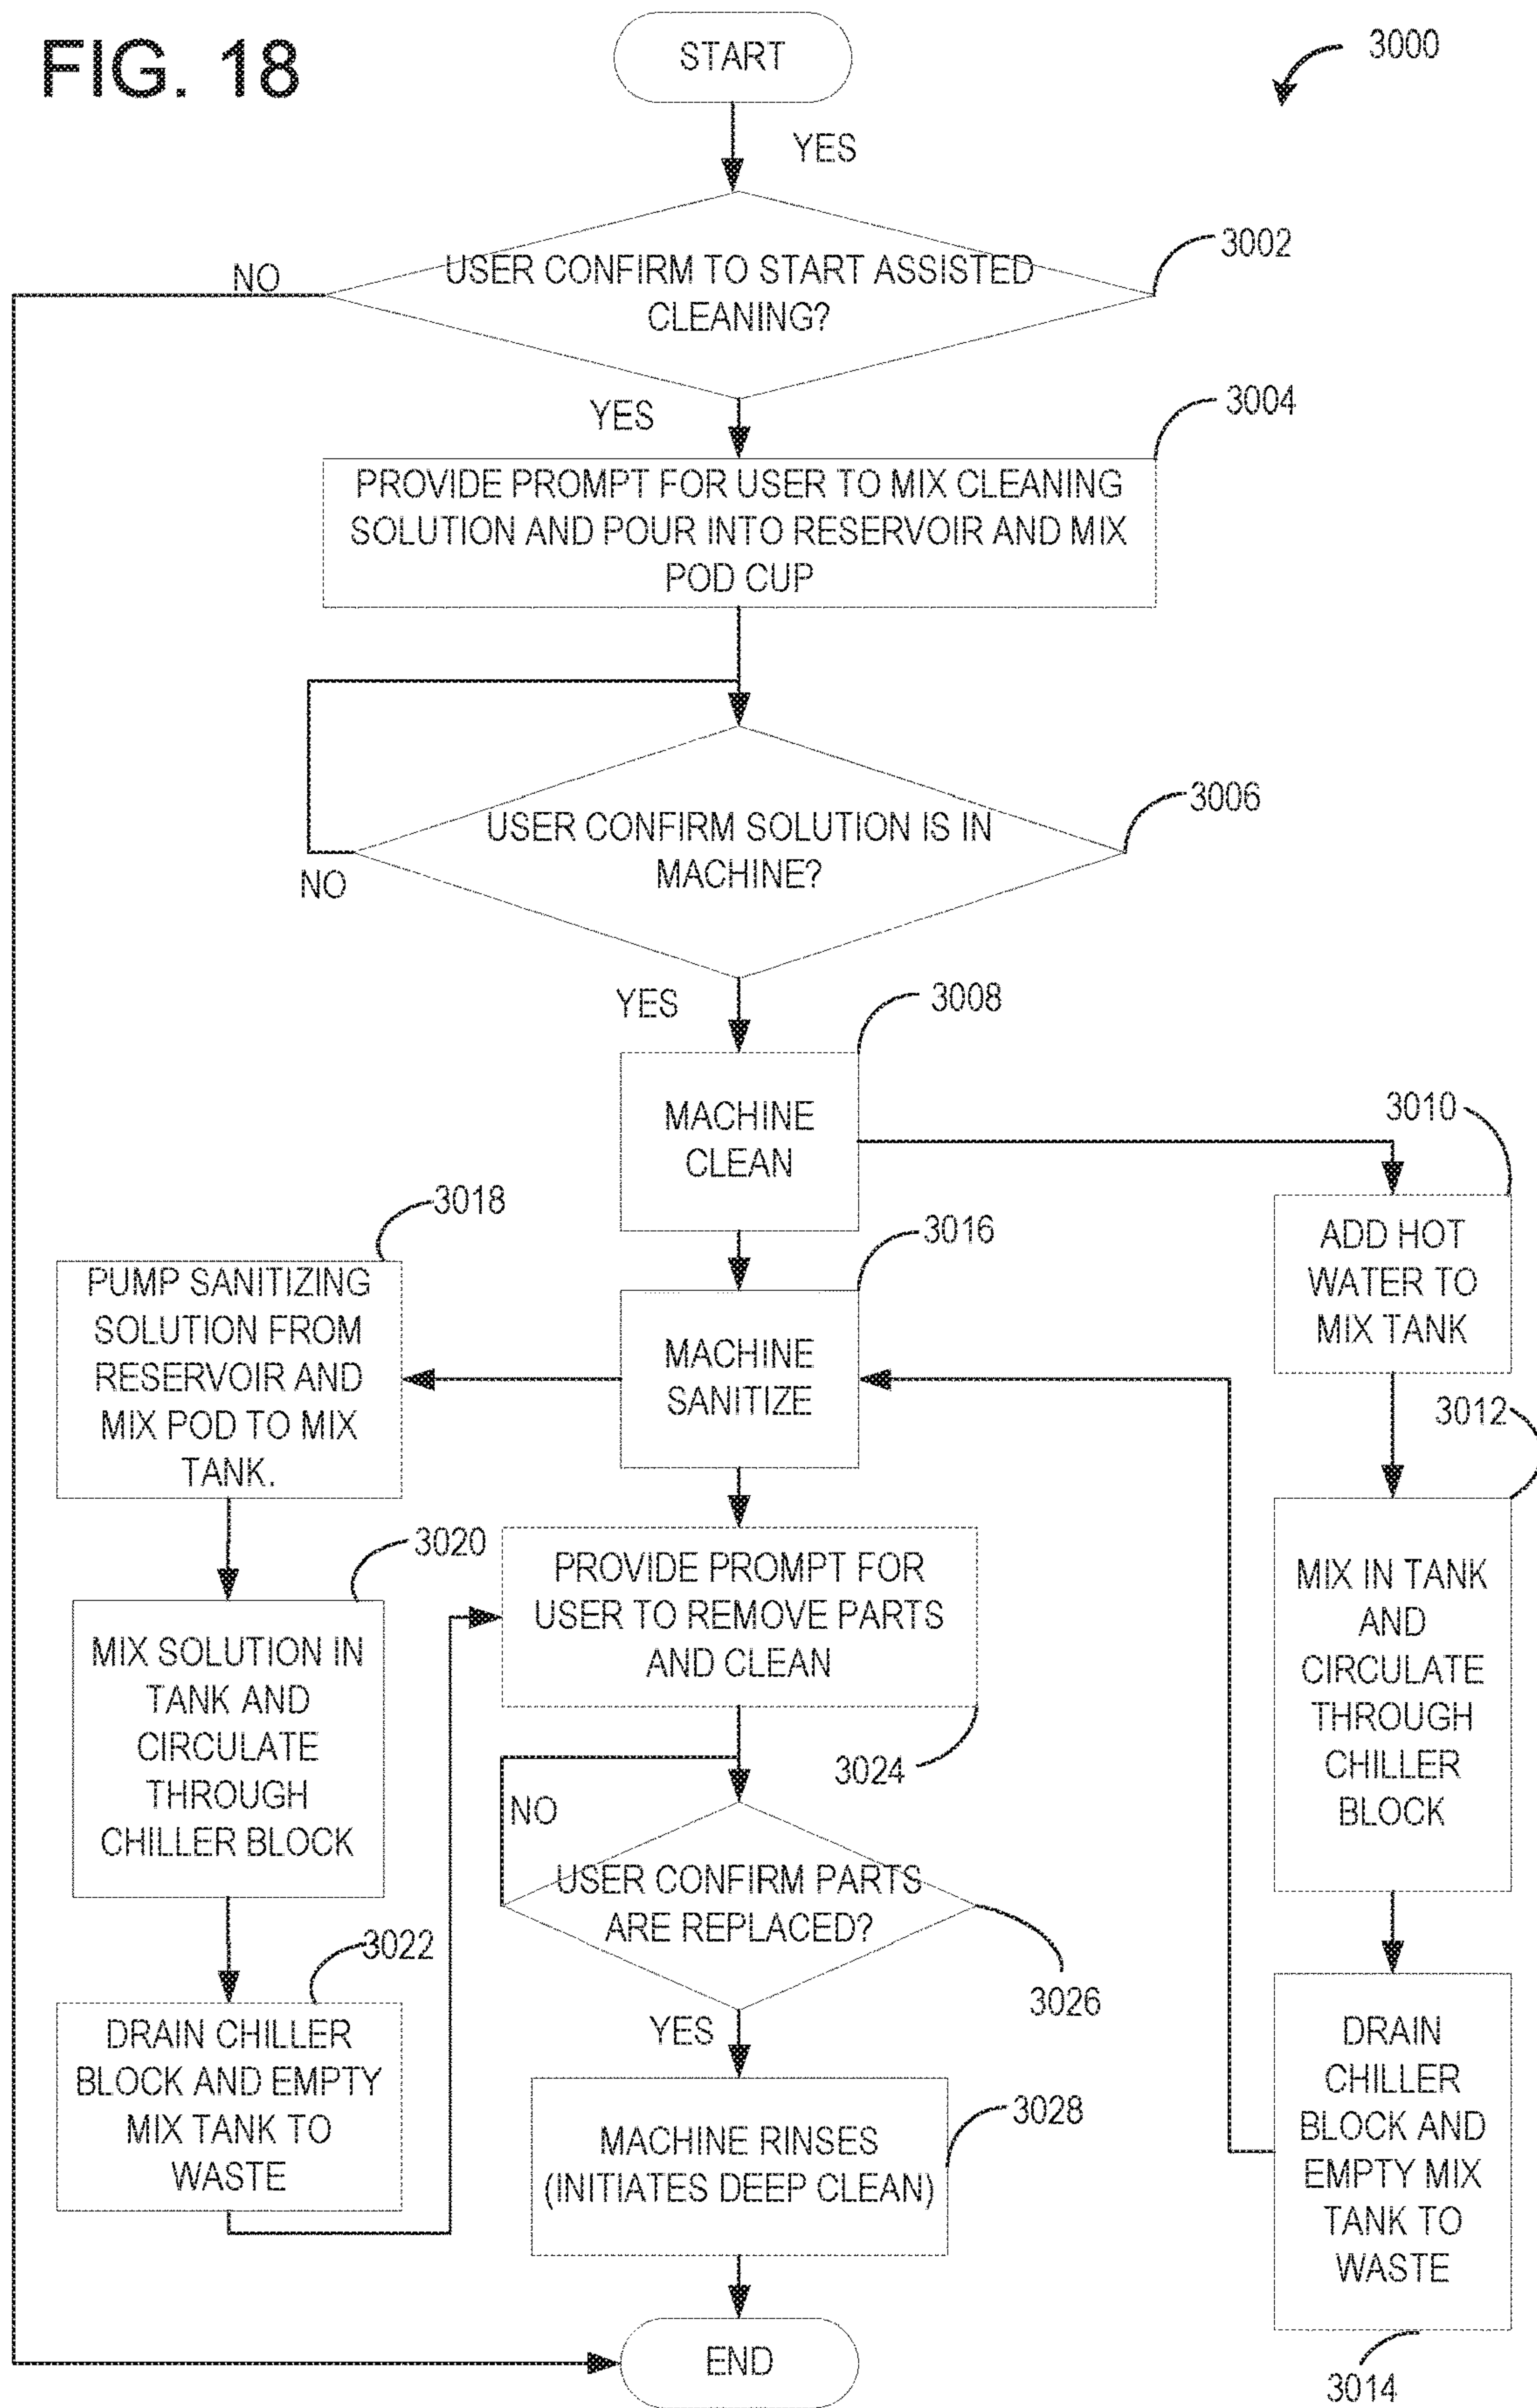 FIG. 18
START
3000
YES
3002
NO
USER CONFIRM TO START ASSISTED
CLEANING?
YES
3004
PROVIDE PROMPT FOR USER TO MIX CLEANING
SOLUTION AND POUR INTO RESERVOIR AND MIX
POD CUP
3006
USER CONFIRM SOLUTION IS IN
MACHINE?
NO
YES
3008
MACHINE
CLEAN
3010
ADD HOT
WATER TO
MIX TANK
3012
MIX IN TANK
AND
CIRCULATE
THROUGH
CHILLER
BLOCK
DRAIN
CHILLER
BLOCK AND
EMPTY MIX
TANK TO
WASTE
3014
3016
MACHINE
SANITIZE
3018
PUMP SANITIZING
SOLUTION FROM
RESERVOIR AND
MIX POD TO MIX
TANK.
3020
MIX SOLUTION IN
TANK AND
CIRCULATE
THROUGH
CHILLER BLOCK
3022
DRAIN CHILLER
BLOCK AND EMPTY
MIX TANK TO
WASTE
PROVIDE PROMPT FOR
USER TO REMOVE PARTS
AND CLEAN
3024
NO
USER CONFIRM PARTS
ARE REPLACED?
3026
YES
3028
MACHINE RINSES
(INITIATES DEEP CLEAN)
END